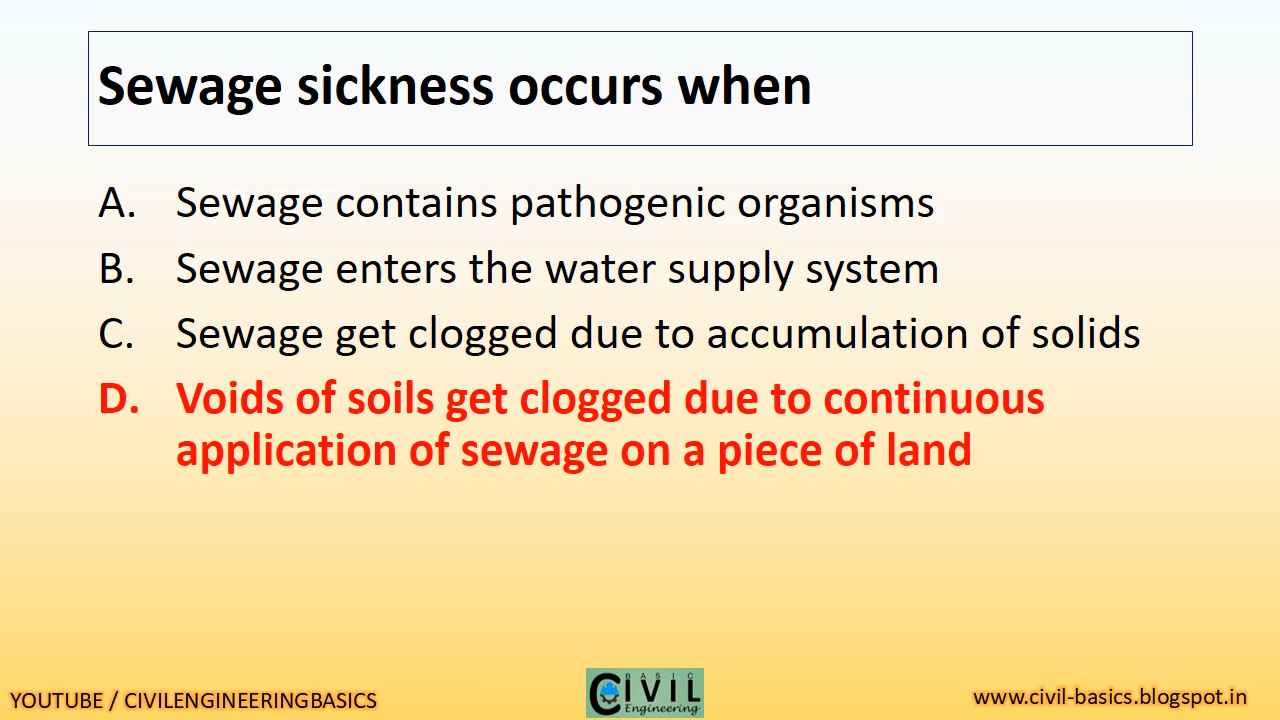 Sewage sickness occurs when
A. Sewage contains pathogenic organisms
B. Sewage enters the water supply system
C. Sewage get clogged due to accumulation of solids
D. Voids of soils get clogged due to continuous
application of sewage on a piece of land
YOUTUBE / CIVILENGINEERINGBASICS
BASIC
CIVIL
Engineering
www.civil-basics.blogspot.in